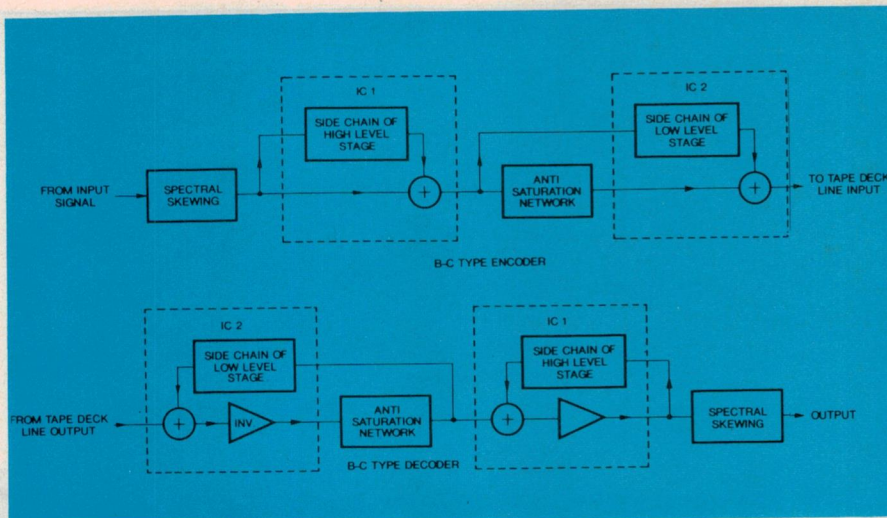 IC 1
IC 2
SIDE CHAIN OF
HIGH LEVEL
STAGE
SIDE CHAIN OF
LOW LEVEL
STAGE
FROM INPUT
SIGNAL
SPECTRAL
SKEWING
+
ANTI
SATURATION
NETWORK
+
TO TAPE DECK
LINE INPUT
B-C TYPE ENCODER
IC 2
IC 1
SIDE CHAIN OF
LOW LEVEL
STAGE
SIDE CHAIN OF
HIGH LEVEL
STAGE
FROM TAPE DECK
LINE OUTPUT
+
INV
ANTI
SATURATION
NETWORK
+
SPECTRAL
SKEWING
OUTPUT
B-C TYPE DECODER